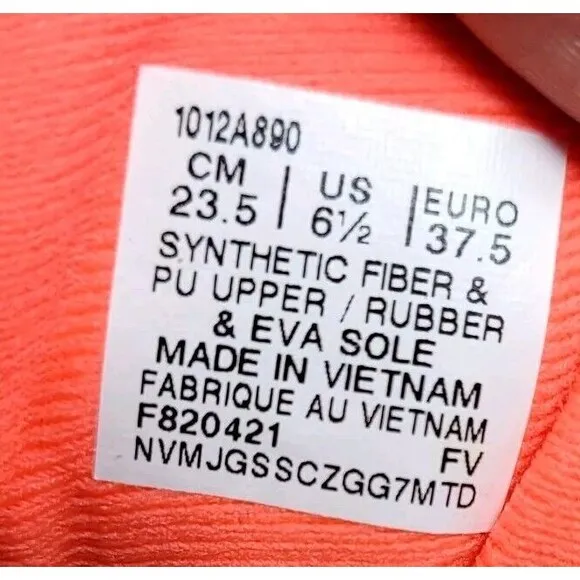 1012A890
CM | US | EURO
23.5 | 6½ | 37.5
SYNTHETIC FIBER &
PU UPPER / RUBBER
& EVA SOLE
MADE IN VIETNAM
FABRIQUE AU VIETNAM
F820421 FV
NVMJGSSCZGG7MTD